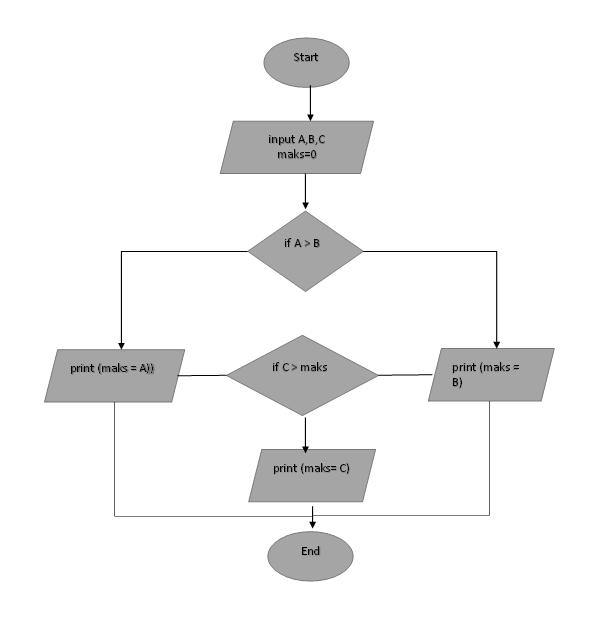 Start
input A,B,C
maks=0
if A > B
print (maks = A))
if C > maks
print (maks =
B)
print (maks= C)
End